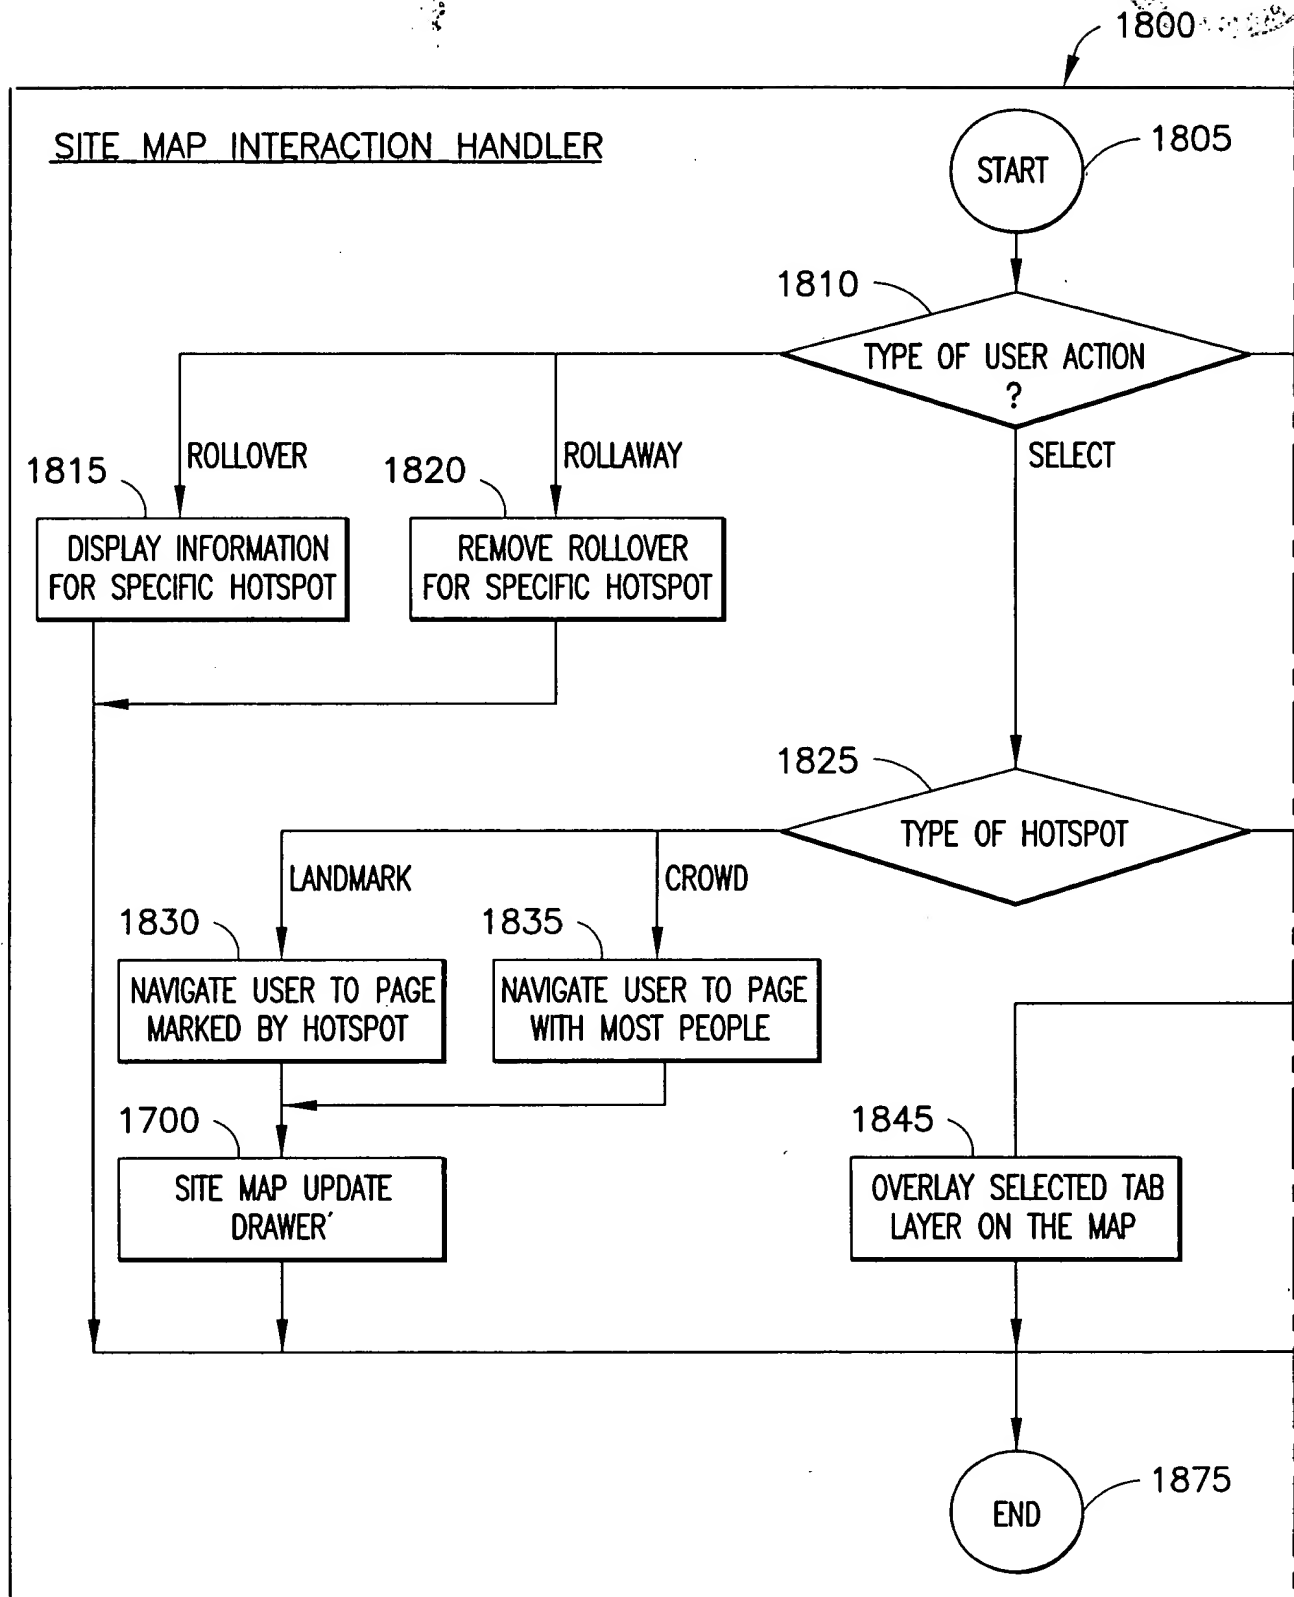 1800
SITE MAP INTERACTION HANDLER
START
1805
1810
TYPE OF USER ACTION
?
ROLLOVER
ROLLAWAY
SELECT
1815
1820
DISPLAY INFORMATION
FOR SPECIFIC HOTSPOT
REMOVE ROLLOVER
FOR SPECIFIC HOTSPOT
1825
TYPE OF HOTSPOT
LANDMARK
CROWD
1830
1835
NAVIGATE USER TO PAGE
MARKED BY HOTSPOT
NAVIGATE USER TO PAGE
WITH MOST PEOPLE
1700
1845
SITE MAP UPDATE
DRAWER'
OVERLAY SELECTED TAB
LAYER ON THE MAP
1875
END